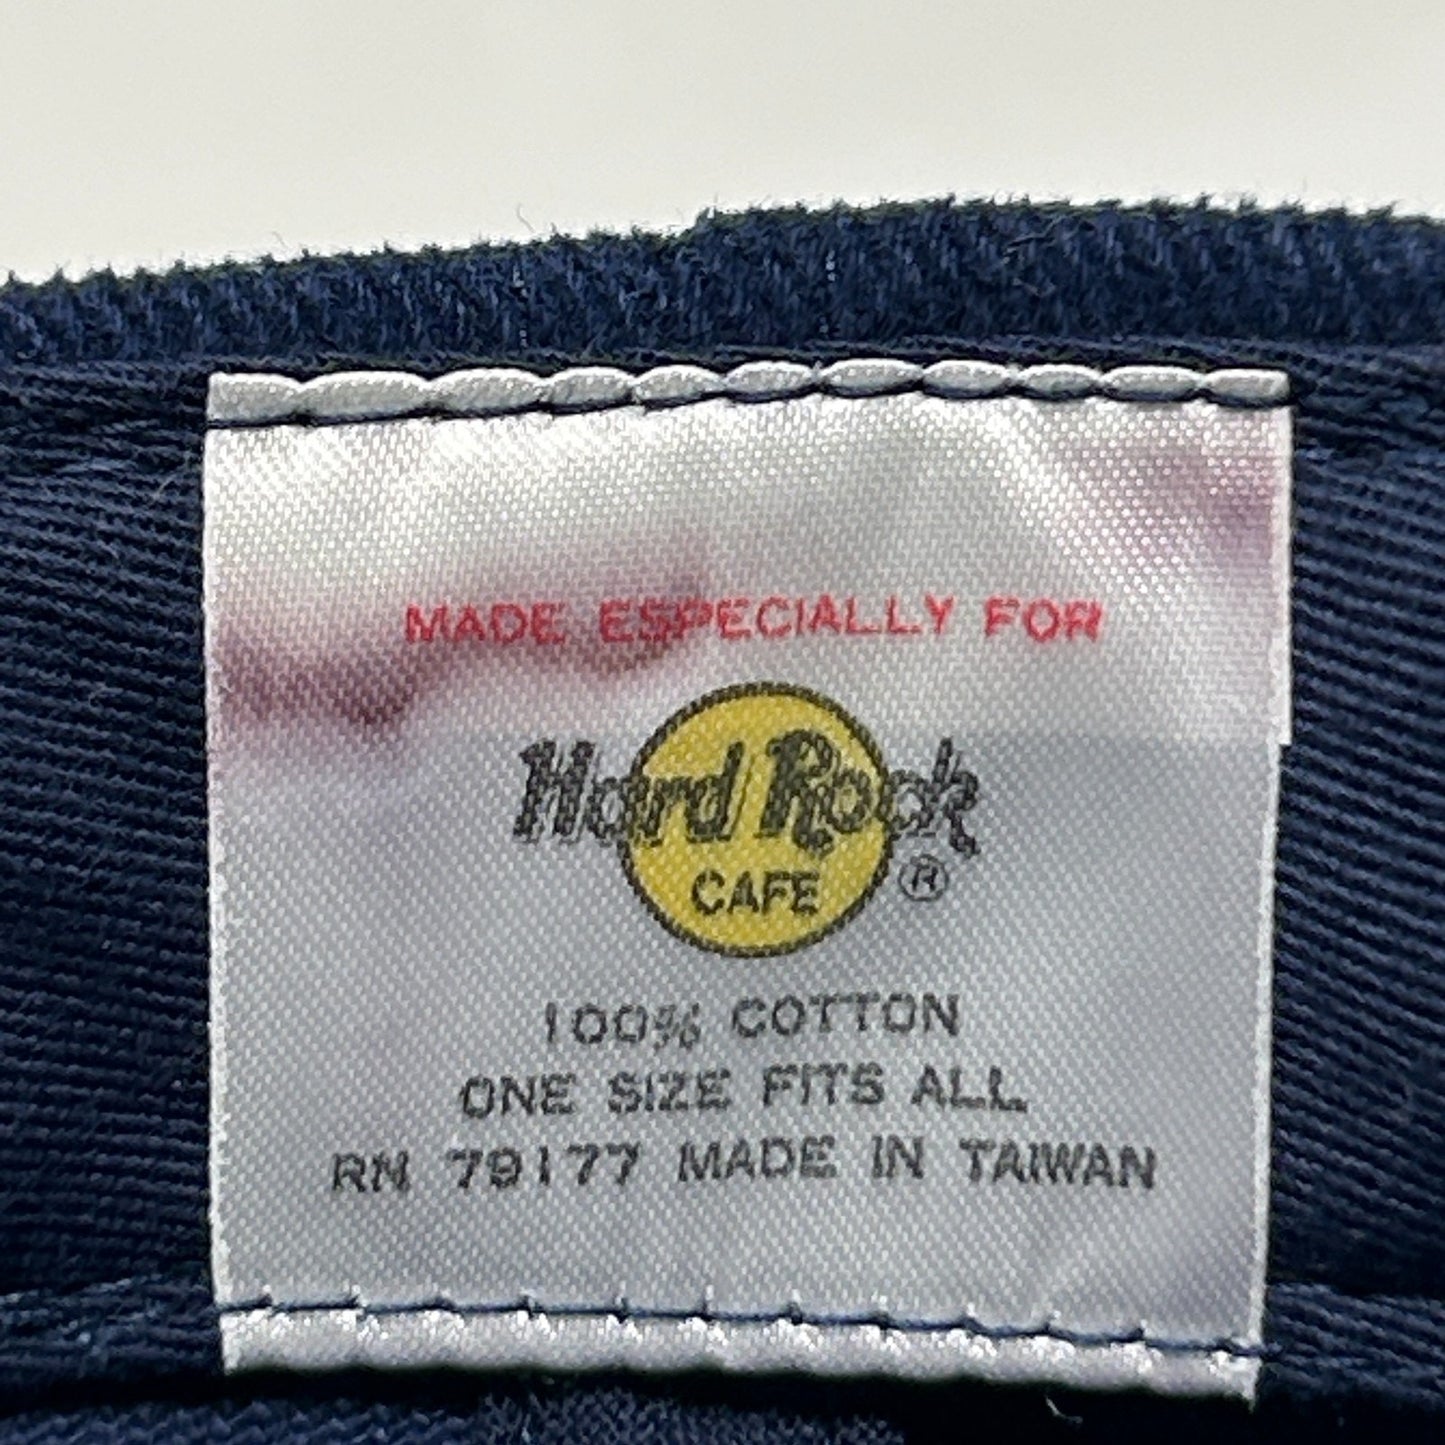 MADE ESPECIALLY FOR
Hard Rock
CAFE ®
100% COTTON
ONE SIZE FITS ALL
RN 79177 MADE IN TAIWAN